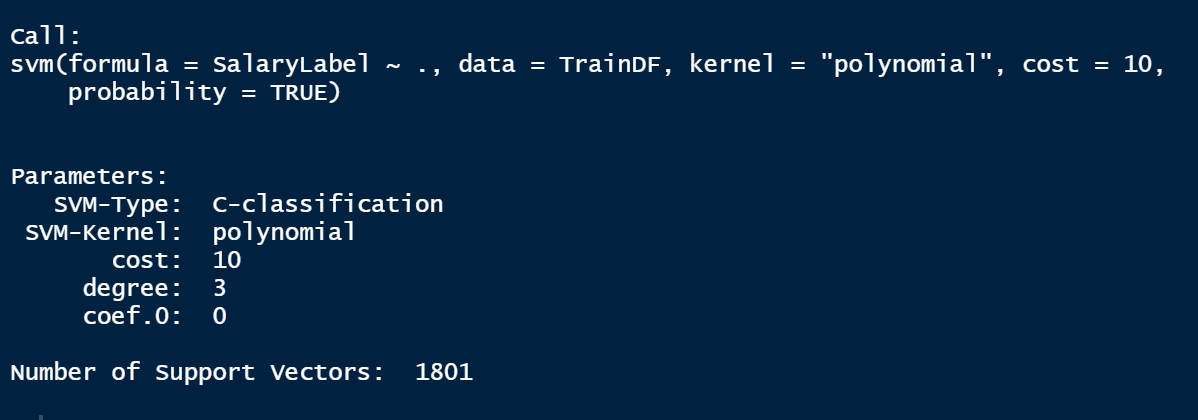 Call:
svm(formula = SalaryLabel ~ ., data = TrainDF, kernel = "polynomial", cost = 10,
    probability = TRUE)
Parameters:
   SVM-Type:  C-classification
 SVM-Kernel:  polynomial
       cost:  10
     degree:  3
     coef.0:  0
Number of Support Vectors:  1801